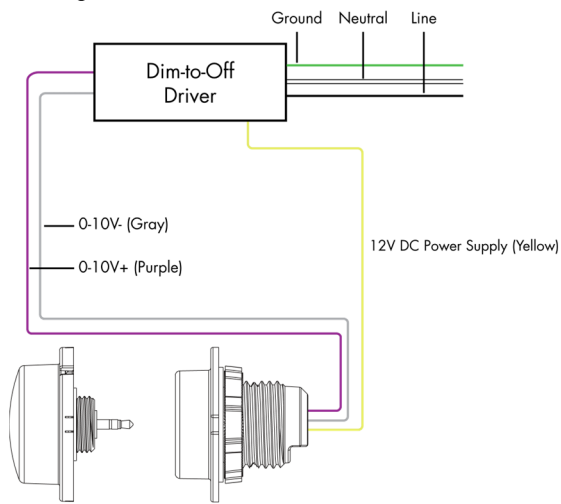 Ground Neutral Line
Dim-to-Off
Driver
0-10V- (Gray)
12V DC Power Supply (Yellow)
0-10V+ (Purple)